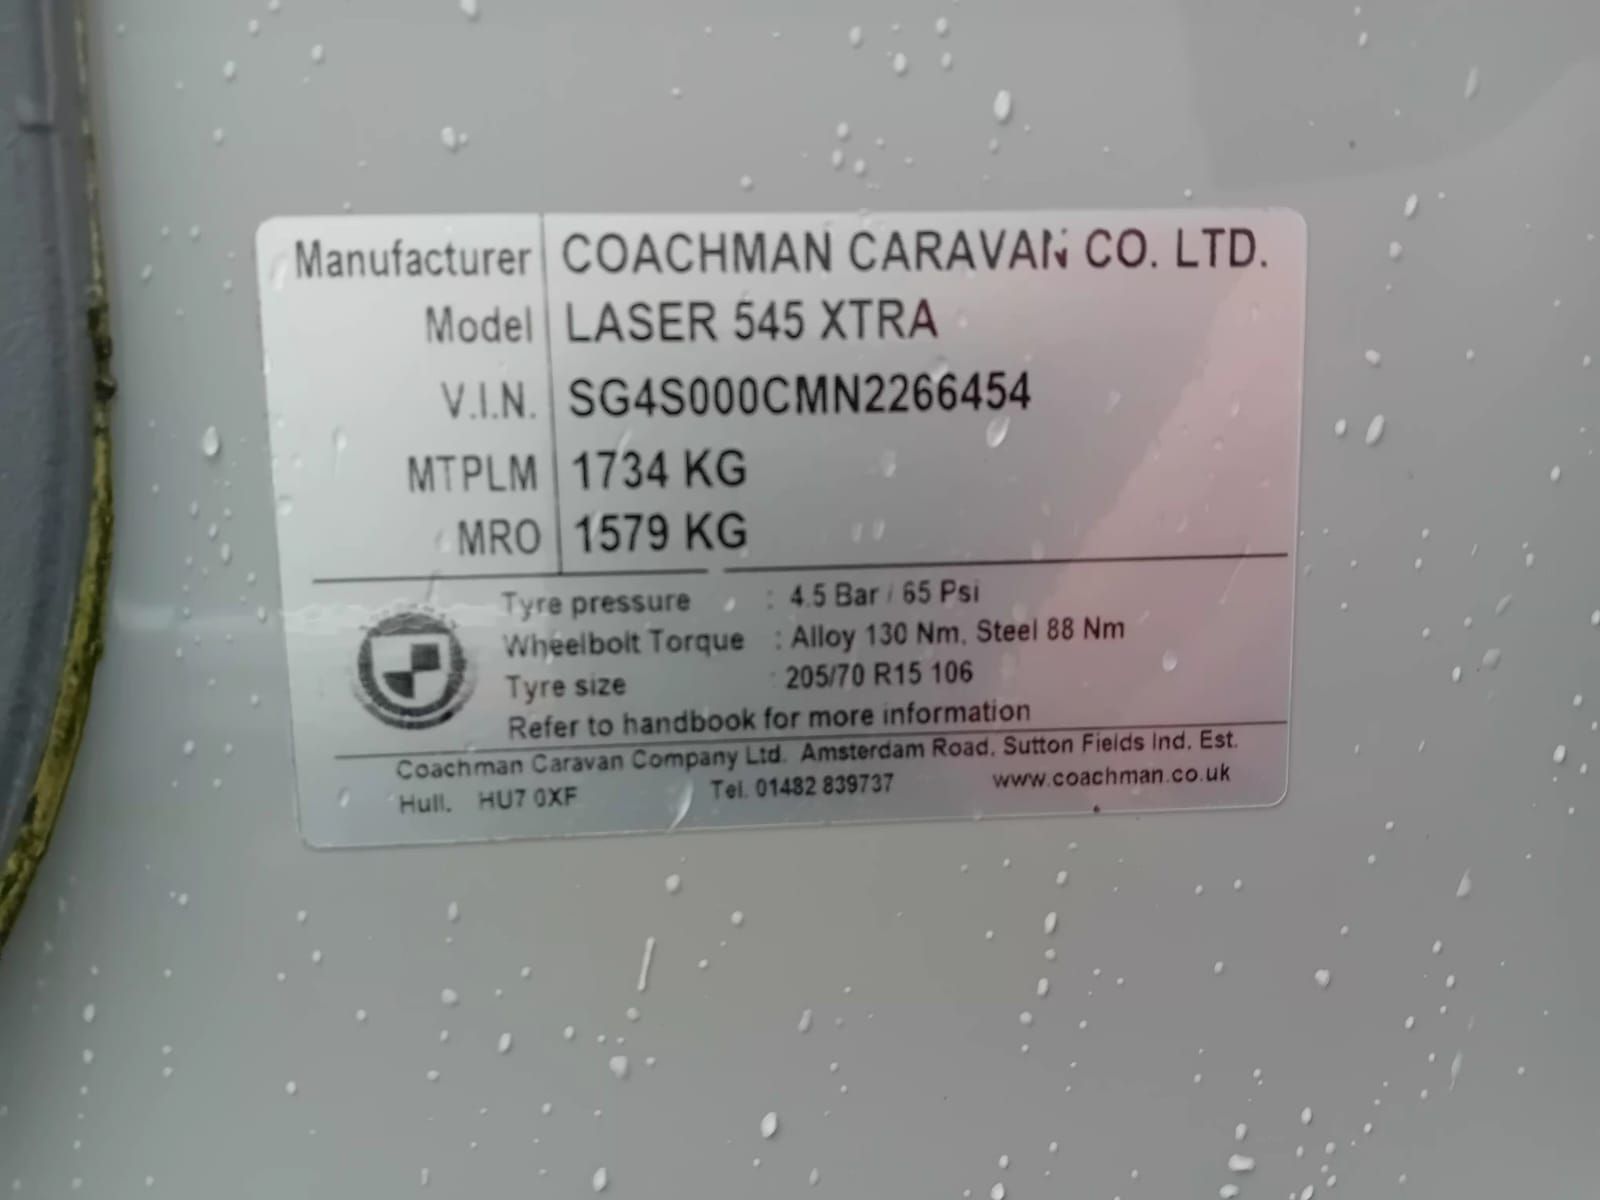 Manufacturer COACHMAN CARAVAN CO. LTD.
Model LASER 545 XTRA
V.I.N. SG4S000CMN2266454
MTPLM 1734 KG
MRO 1579 KG
Tyre pressure : 4.5 Bar / 65 Psi
Wheelbolt Torque : Alloy 130 Nm, Steel 88 Nm
Tyre size : 205/70 R15 106
Refer to handbook for more information
Coachman Caravan Company Ltd. Amsterdam Road, Sutton Fields Ind. Est.
Hull. HU7 0XF Tel. 01482 839737 www.coachman.co.uk